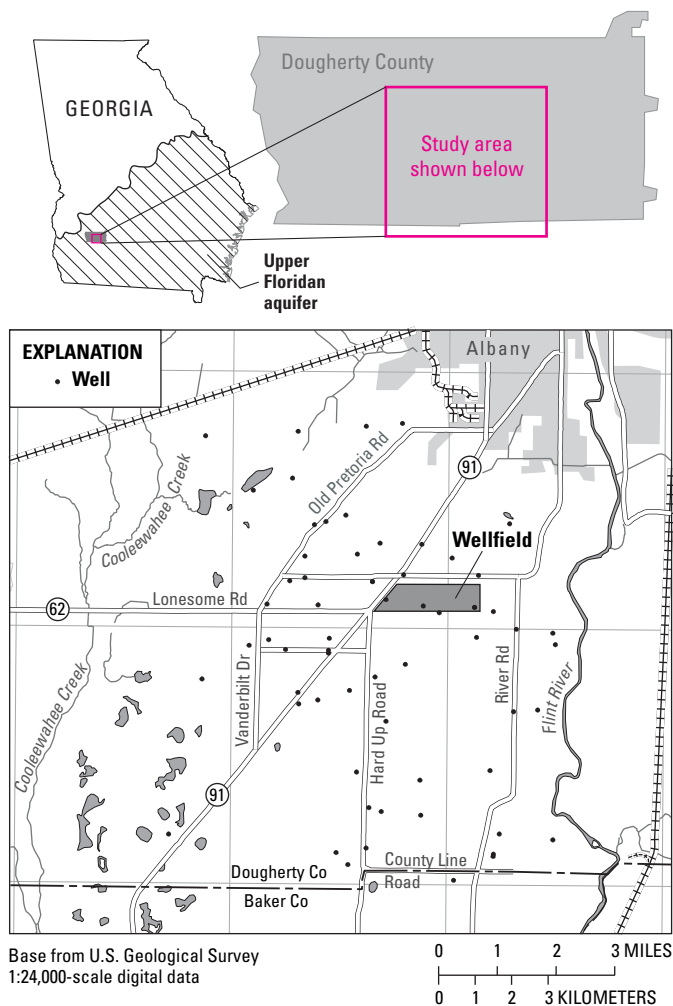 Dougherty County
GEORGIA
Study area
shown below
Upper
Floridan
aquifer
EXPLANATION
Well
Albany
Old Pretoria Rd
91
Cooleewahee Creek
Wellfield
Lonesome Rd
62
Vanderbilt Dr
Hard Up Road
River Rd
Flint River
Cooleewahee Creek
91
Dougherty Co
County Line
Road
Baker Co
Base from U.S. Geological Survey
1:24,000-scale digital data
0 1 2 3 MILES
0 1 2 3 KILOMETERS